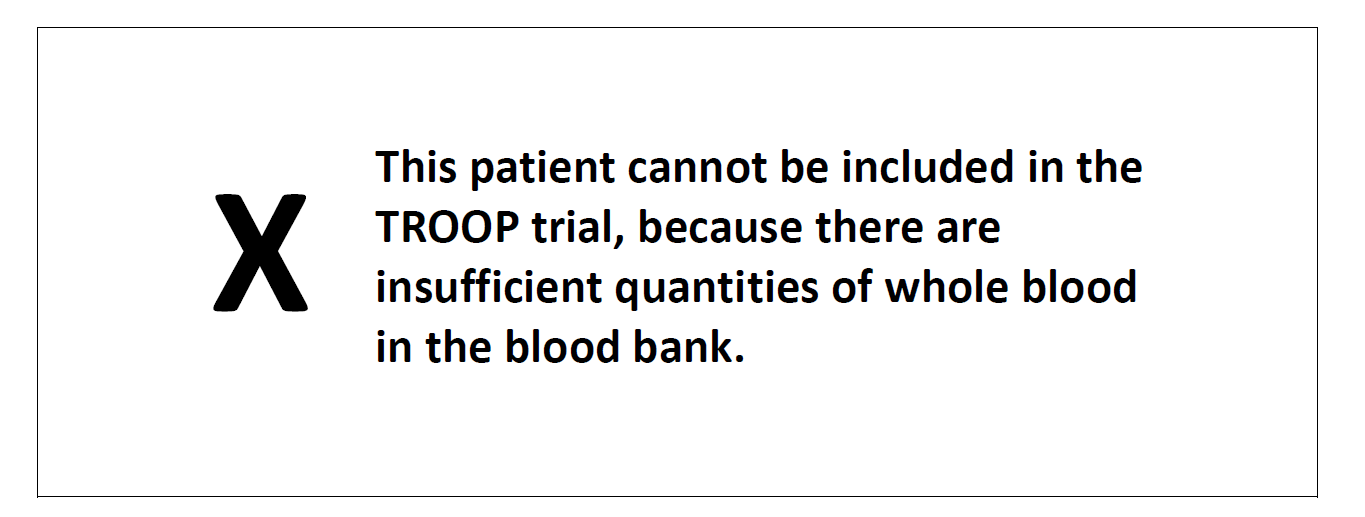 X
This patient cannot be included in the
TROOP trial, because there are
insufficient quantities of whole blood
in the blood bank.